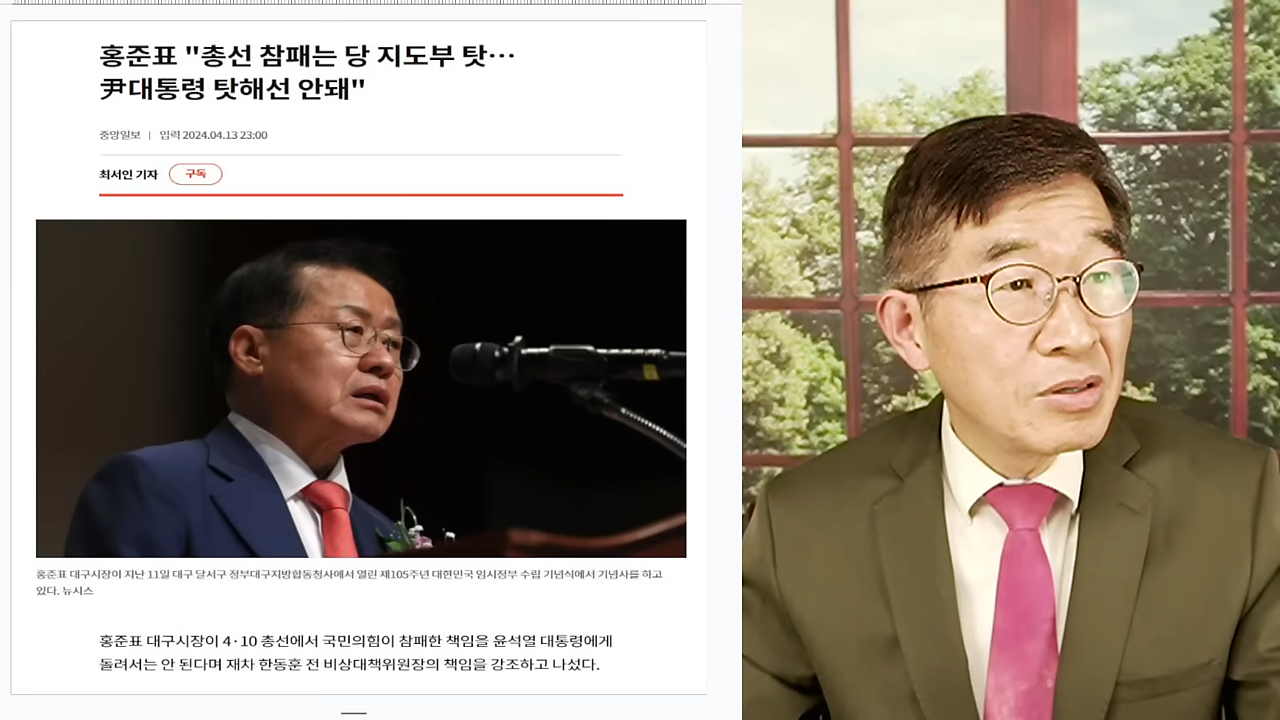 홍준표 "총선 참패는 당 지도부 탓…
尹대통령 탓해선 안돼"
중앙일보 | 입력 2024.04.13 23:00
최서인 기자 구독
홍준표 대구시장이 지난 11일 대구 달서구 정부대구지방합동청사에서 열린 제105주년 대한민국 임시정부 수립 기념식에서 기념사를 하고
있다. 뉴시스
홍준표 대구시장이 4·10 총선에서 국민의힘이 참패한 책임을 윤석열 대통령에게
돌려서는 안 된다며 재차 한동훈 전 비상대책위원장의 책임을 강조하고 나섰다.